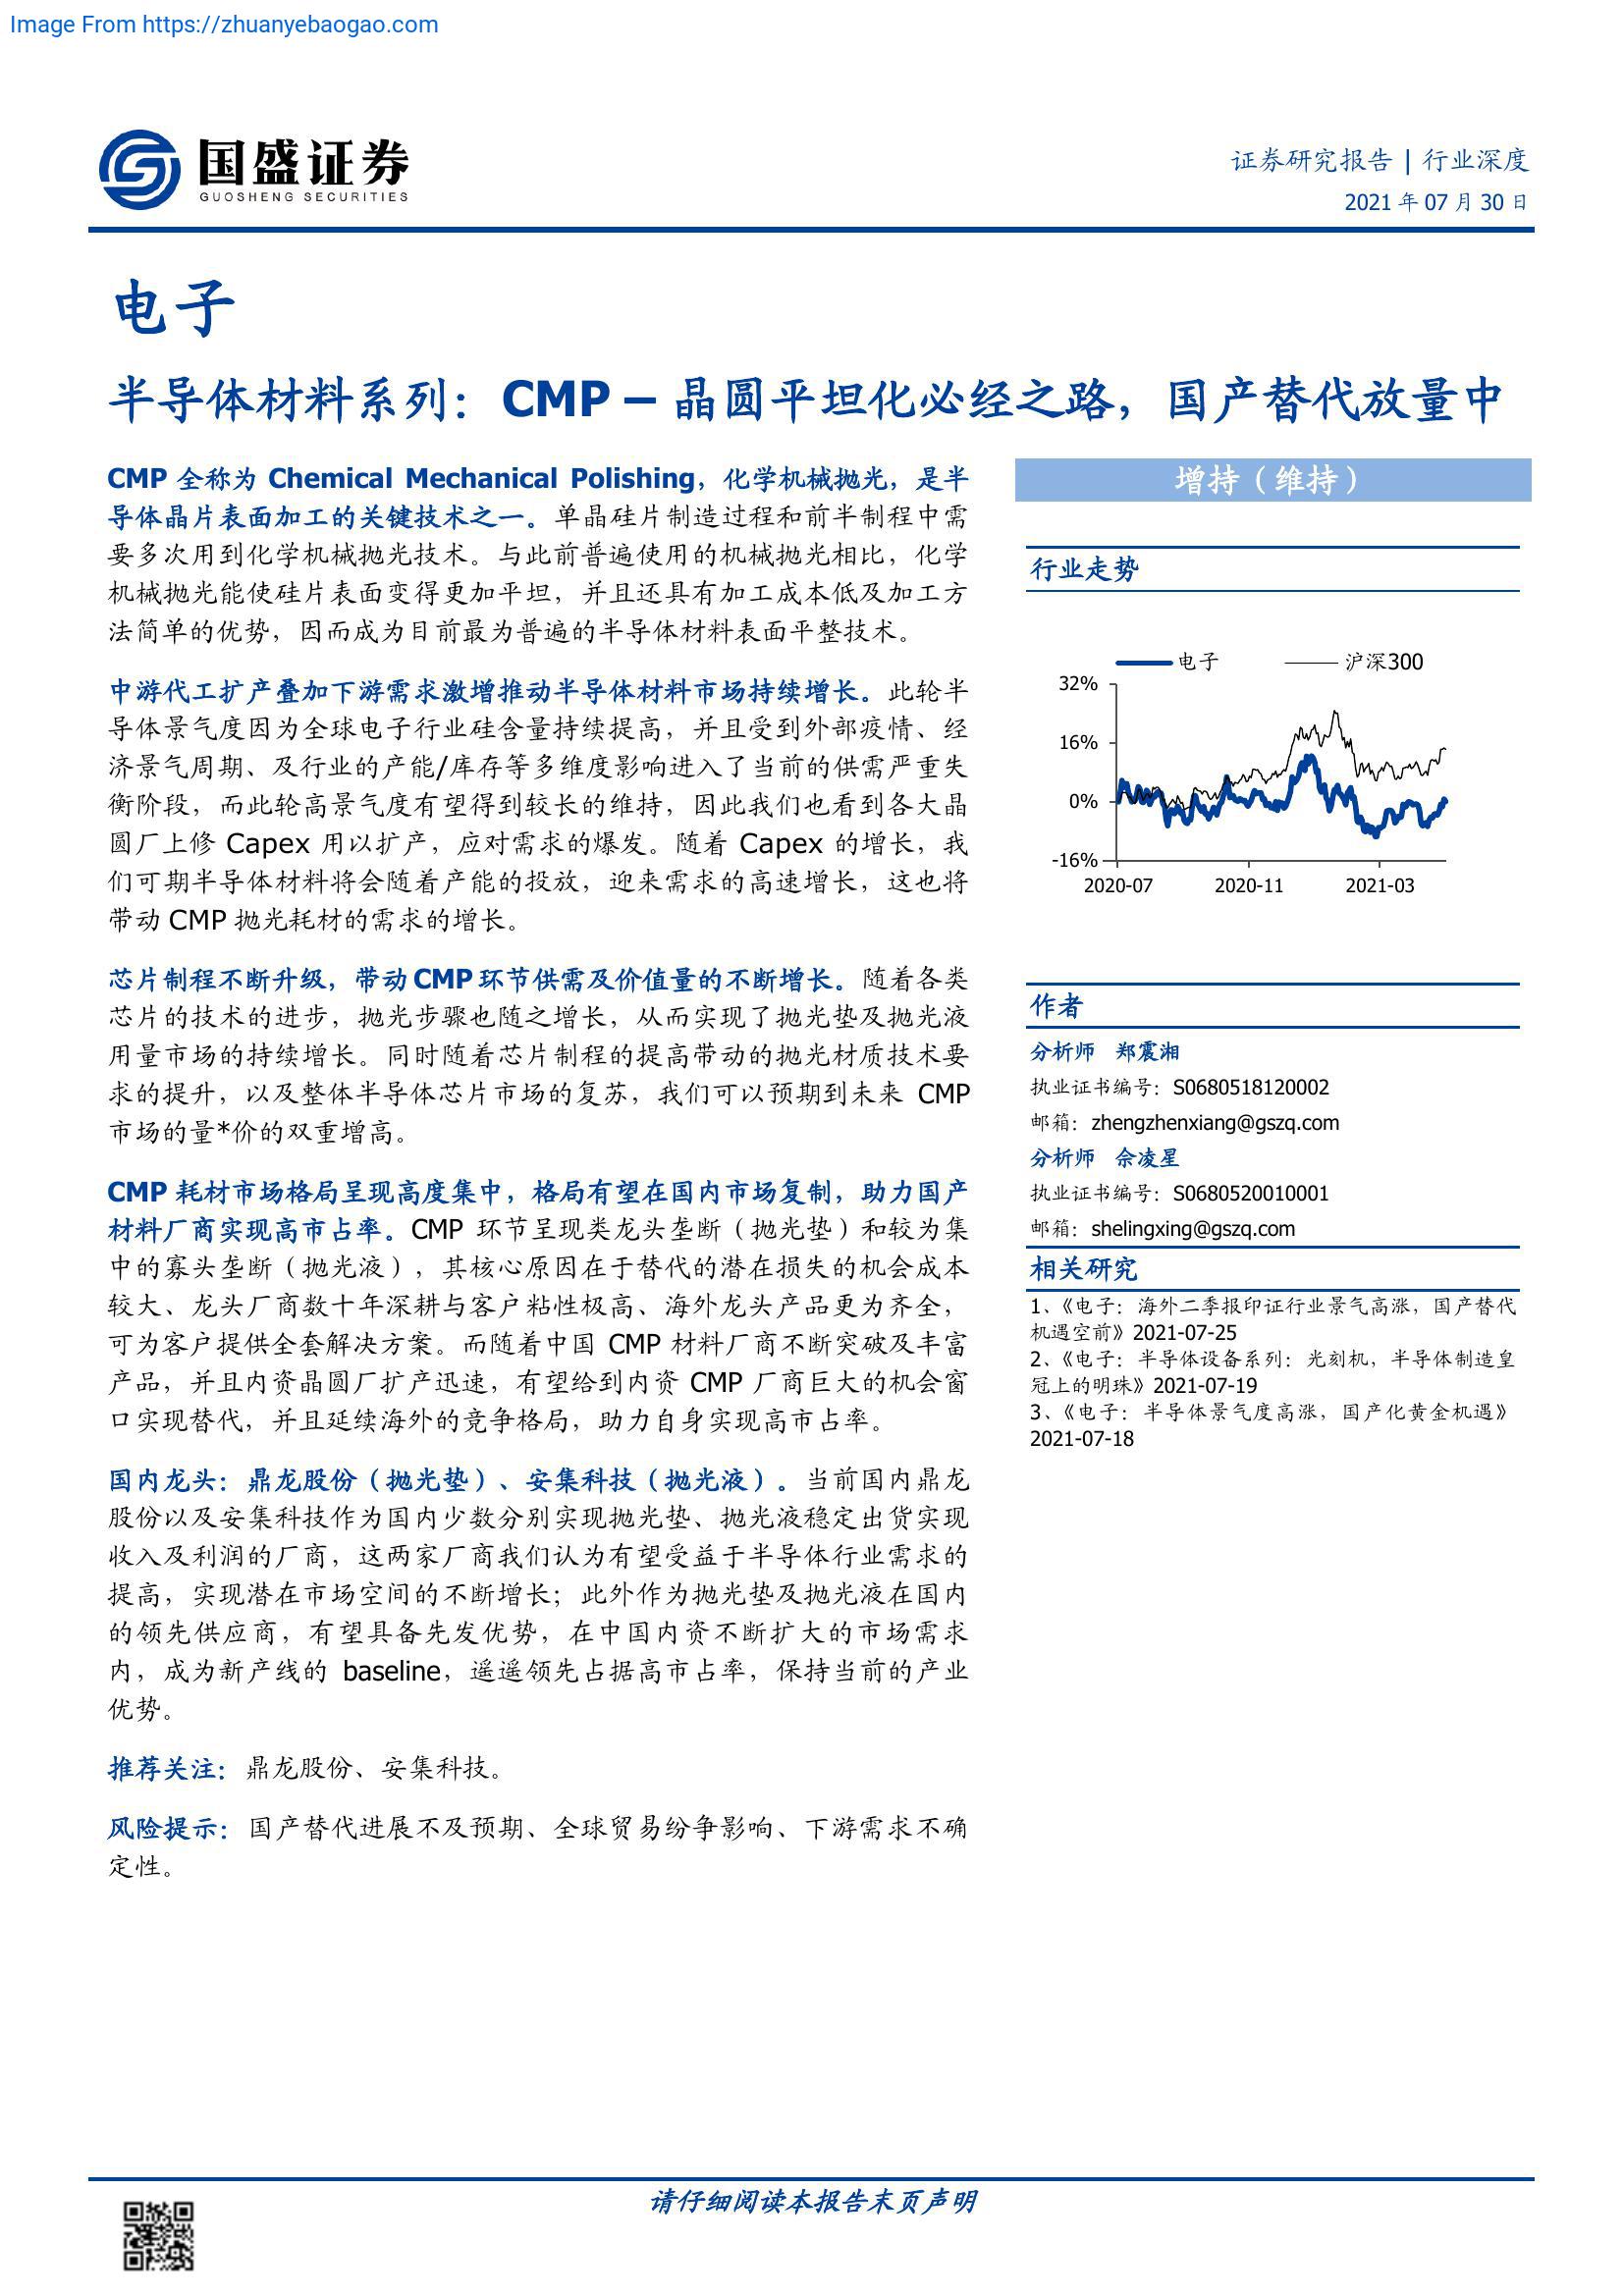 Image From https://zhuanyebaogao.com
国盛证券
GUOSHENG SECURITIES
证券研究报告 | 行业深度
2021 年 07 月 30 日
电子
半导体材料系列：CMP – 晶圆平坦化必经之路，国产替代放量中
CMP 全称为 Chemical Mechanical Polishing，化学机械抛光，是半
导体晶片表面加工的关键技术之一。单晶硅片制造过程和前半制程中需
要多次用到化学机械抛光技术。与此前普遍使用的机械抛光相比，化学
机械抛光能使硅片表面变得更加平坦，并且还具有加工成本低及加工方
法简单的优势，因而成为目前最为普遍的半导体材料表面平整技术。
中游代工扩产叠加下游需求激增推动半导体材料市场持续增长。此轮半
导体景气度因为全球电子行业硅含量持续提高，并且受到外部疫情、经
济景气周期、及行业的产能/库存等多维度影响进入了当前的供需严重失
衡阶段，而此轮高景气度有望得到较长的维持，因此我们也看到各大晶
圆厂上修 Capex 用以扩产，应对需求的爆发。随着 Capex 的增长，我
们可期半导体材料将会随着产能的投放，迎来需求的高速增长，这也将
带动 CMP 抛光耗材的需求的增长。
芯片制程不断升级，带动 CMP 环节供需及价值量的不断增长。随着各类
芯片的技术的进步，抛光步骤也随之增长，从而实现了抛光垫及抛光液
用量市场的持续增长。同时随着芯片制程的提高带动的抛光材质技术要
求的提升，以及整体半导体芯片市场的复苏，我们可以预期到未来 CMP
市场的量*价的双重增高。
CMP 耗材市场格局呈现高度集中，格局有望在国内市场复制，助力国产
材料厂商实现高市占率。CMP 环节呈现类龙头垄断（抛光垫）和较为集
中的寡头垄断（抛光液），其核心原因在于替代的潜在损失的机会成本
较大、龙头厂商数十年深耕与客户粘性极高、海外龙头产品更为齐全，
可为客户提供全套解决方案。而随着中国 CMP 材料厂商不断突破及丰富
产品，并且内资晶圆厂扩产迅速，有望给到内资 CMP 厂商巨大的机会窗
口实现替代，并且延续海外的竞争格局，助力自身实现高市占率。
国内龙头：鼎龙股份（抛光垫）、安集科技（抛光液）。当前国内鼎龙
股份以及安集科技作为国内少数分别实现抛光垫、抛光液稳定出货实现
收入及利润的厂商，这两家厂商我们认为有望受益于半导体行业需求的
提高，实现潜在市场空间的不断增长；此外作为抛光垫及抛光液在国内
的领先供应商，有望具备先发优势，在中国内资不断扩大的市场需求
内，成为新产线的 baseline，遥遥领先占据高市占率，保持当前的产业
优势。
推荐关注：鼎龙股份、安集科技。
风险提示：国产替代进展不及预期、全球贸易纷争影响、下游需求不确
定性。
增持（维持）
行业走势
电子 沪深300
32%
16%
0%
-16%
2020-07 2020-11 2021-03
作者
分析师 郑震湘
执业证书编号：S0680518120002
邮箱：zhengzhenxiang@gszq.com
分析师 佘凌星
执业证书编号：S0680520010001
邮箱：shelingxing@gszq.com
相关研究
1、《电子：海外二季报印证行业景气高涨，国产替代
机遇空前》2021-07-25
2、《电子：半导体设备系列：光刻机，半导体制造皇
冠上的明珠》2021-07-19
3、《电子：半导体景气度高涨，国产化黄金机遇》
2021-07-18
请仔细阅读本报告末页声明